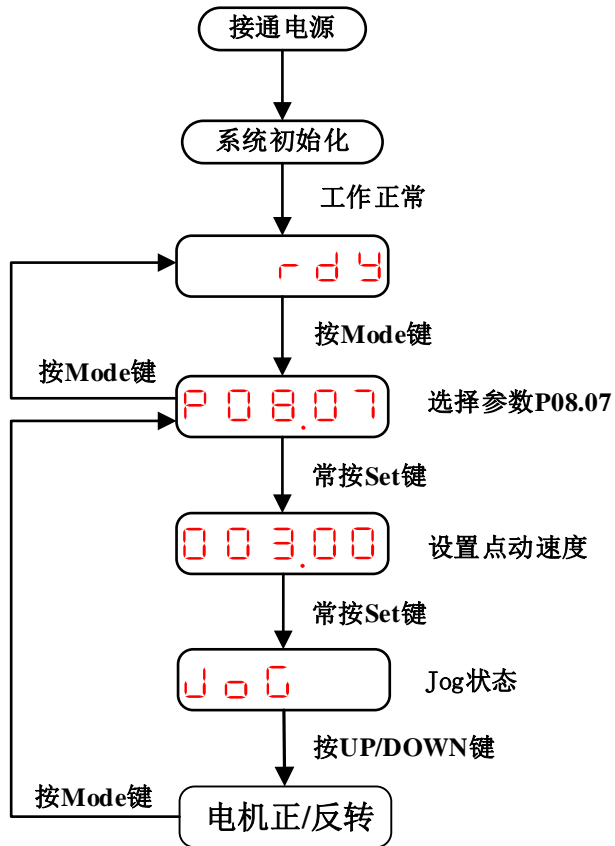 接通电源
系统初始化
工作正常
rdy
按Mode键
按Mode键
P08.07
选择参数P08.07
常按Set键
003.00
设置点动速度
常按Set键
JoG
Jog状态
按UP/DOWN键
按Mode键
电机正/反转